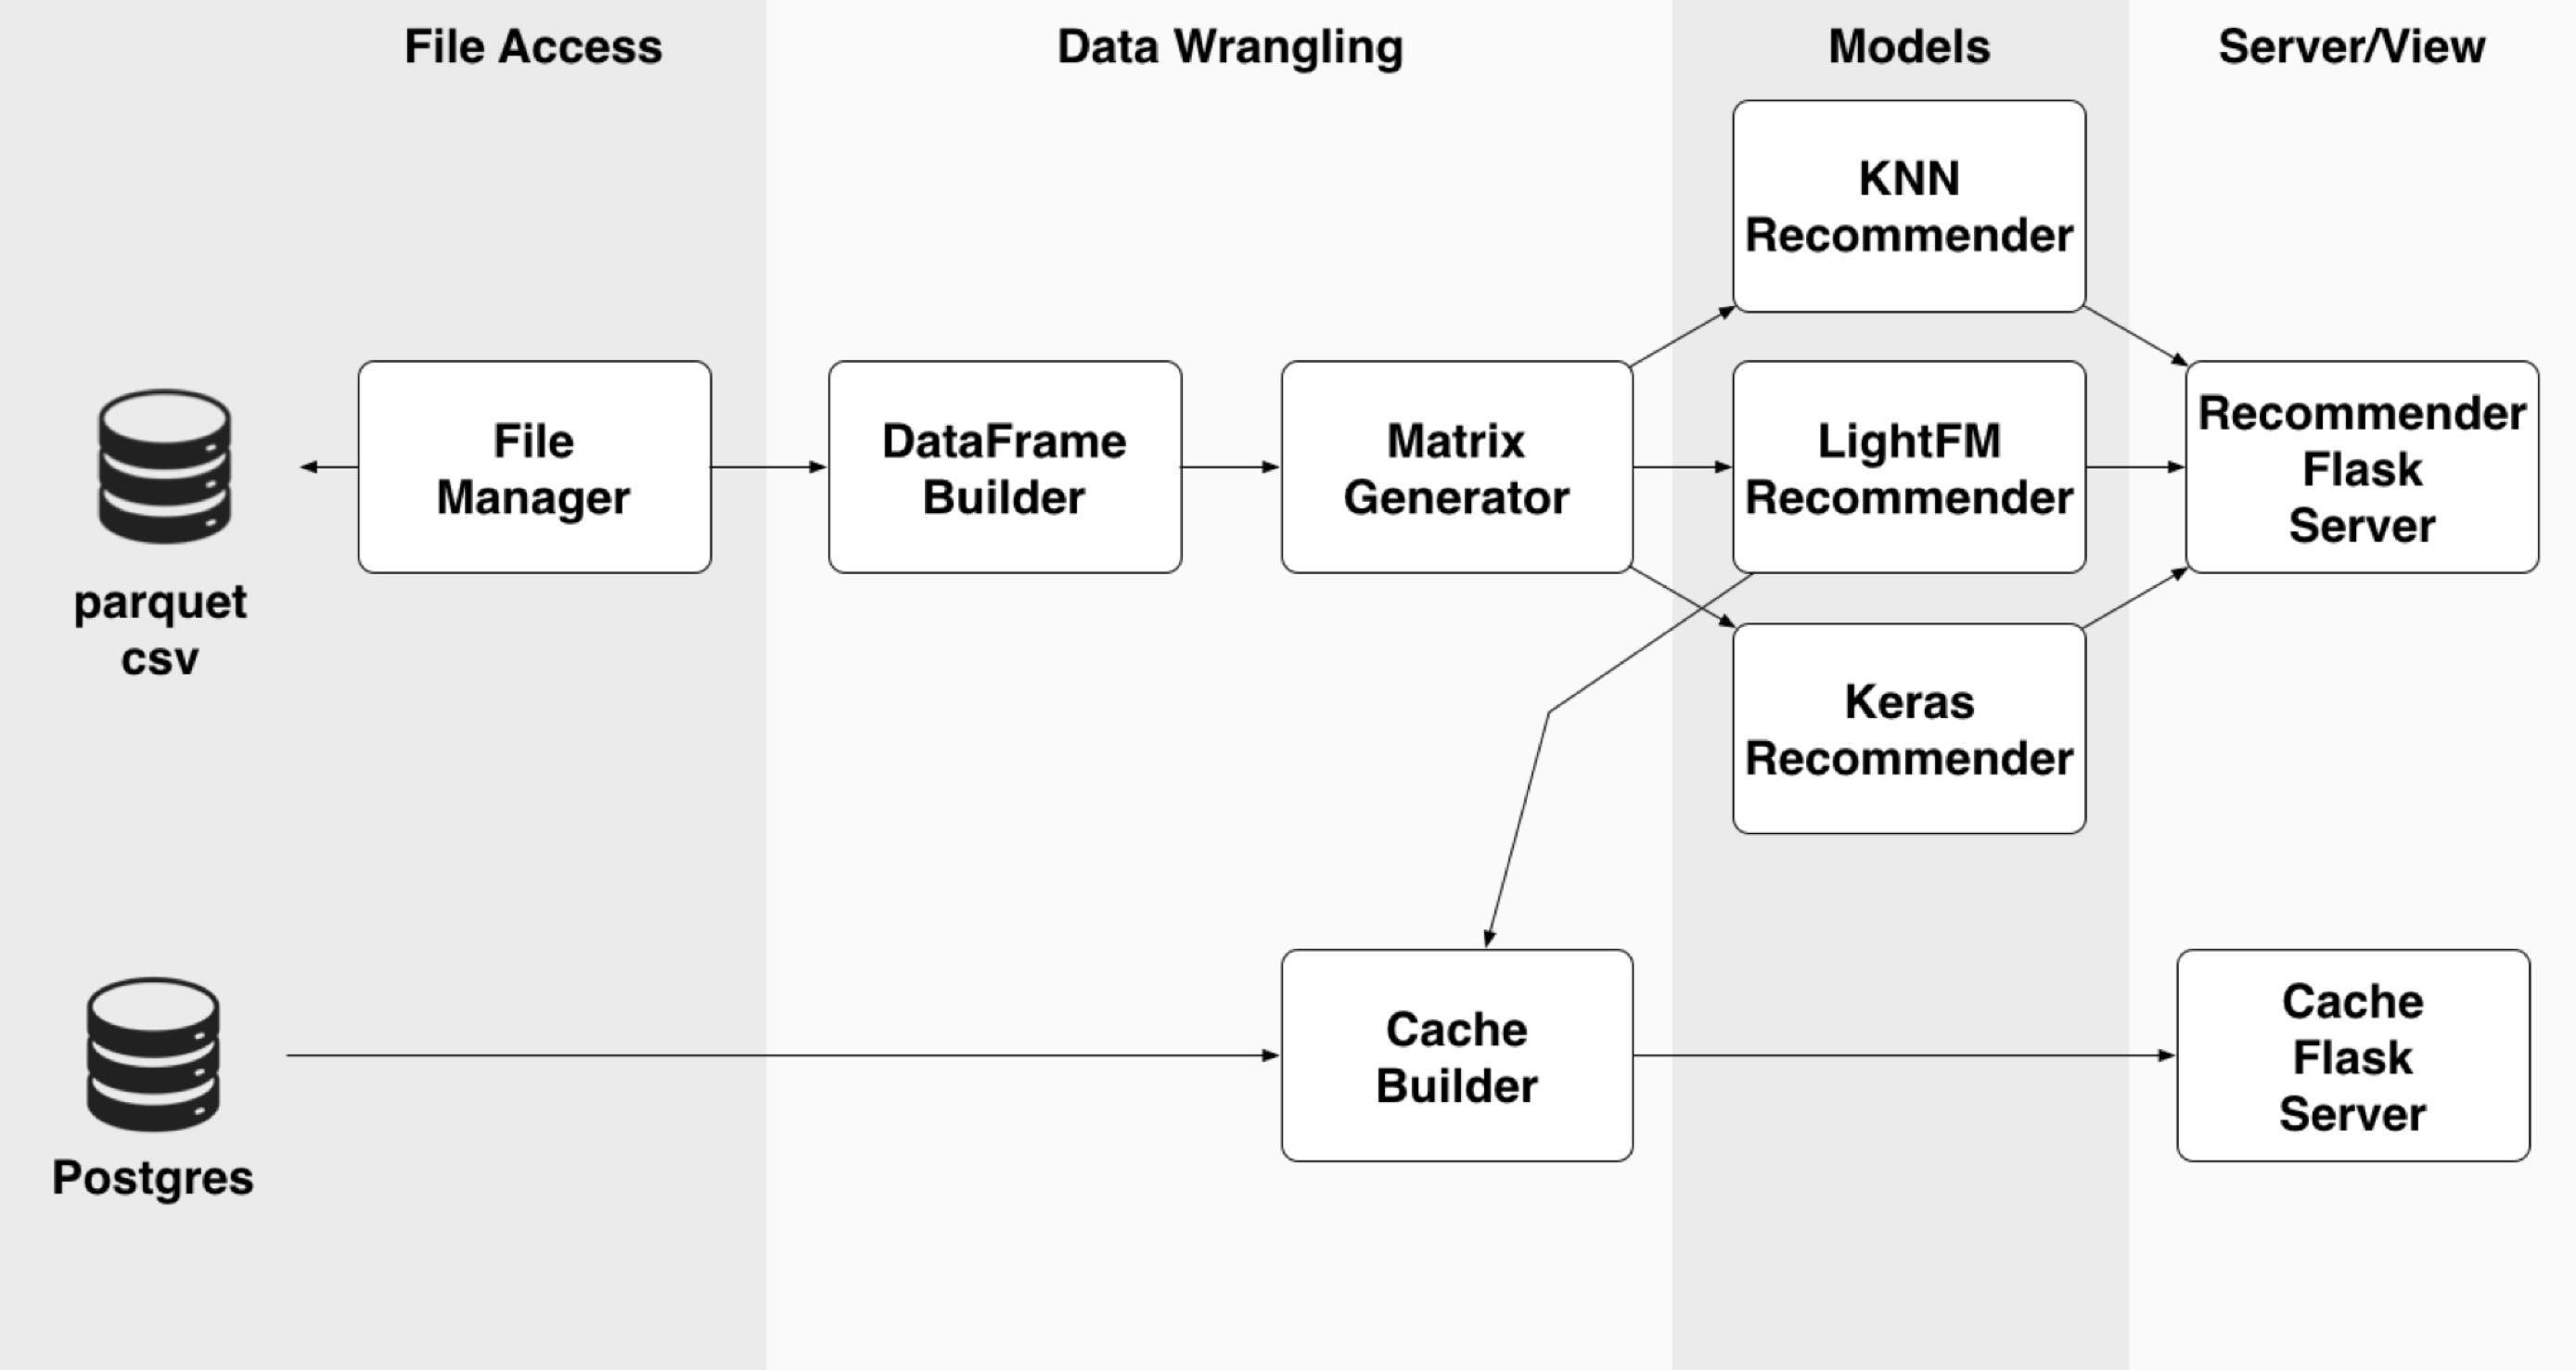 File Access
Data Wrangling
Models
Server/View
KNN
Recommender
File
Manager
DataFrame
Builder
Matrix
Generator
LightFM
Recommender
Recommender
Flask
Server
parquet
csv
Keras
Recommender
Cache
Builder
Cache
Flask
Server
Postgres